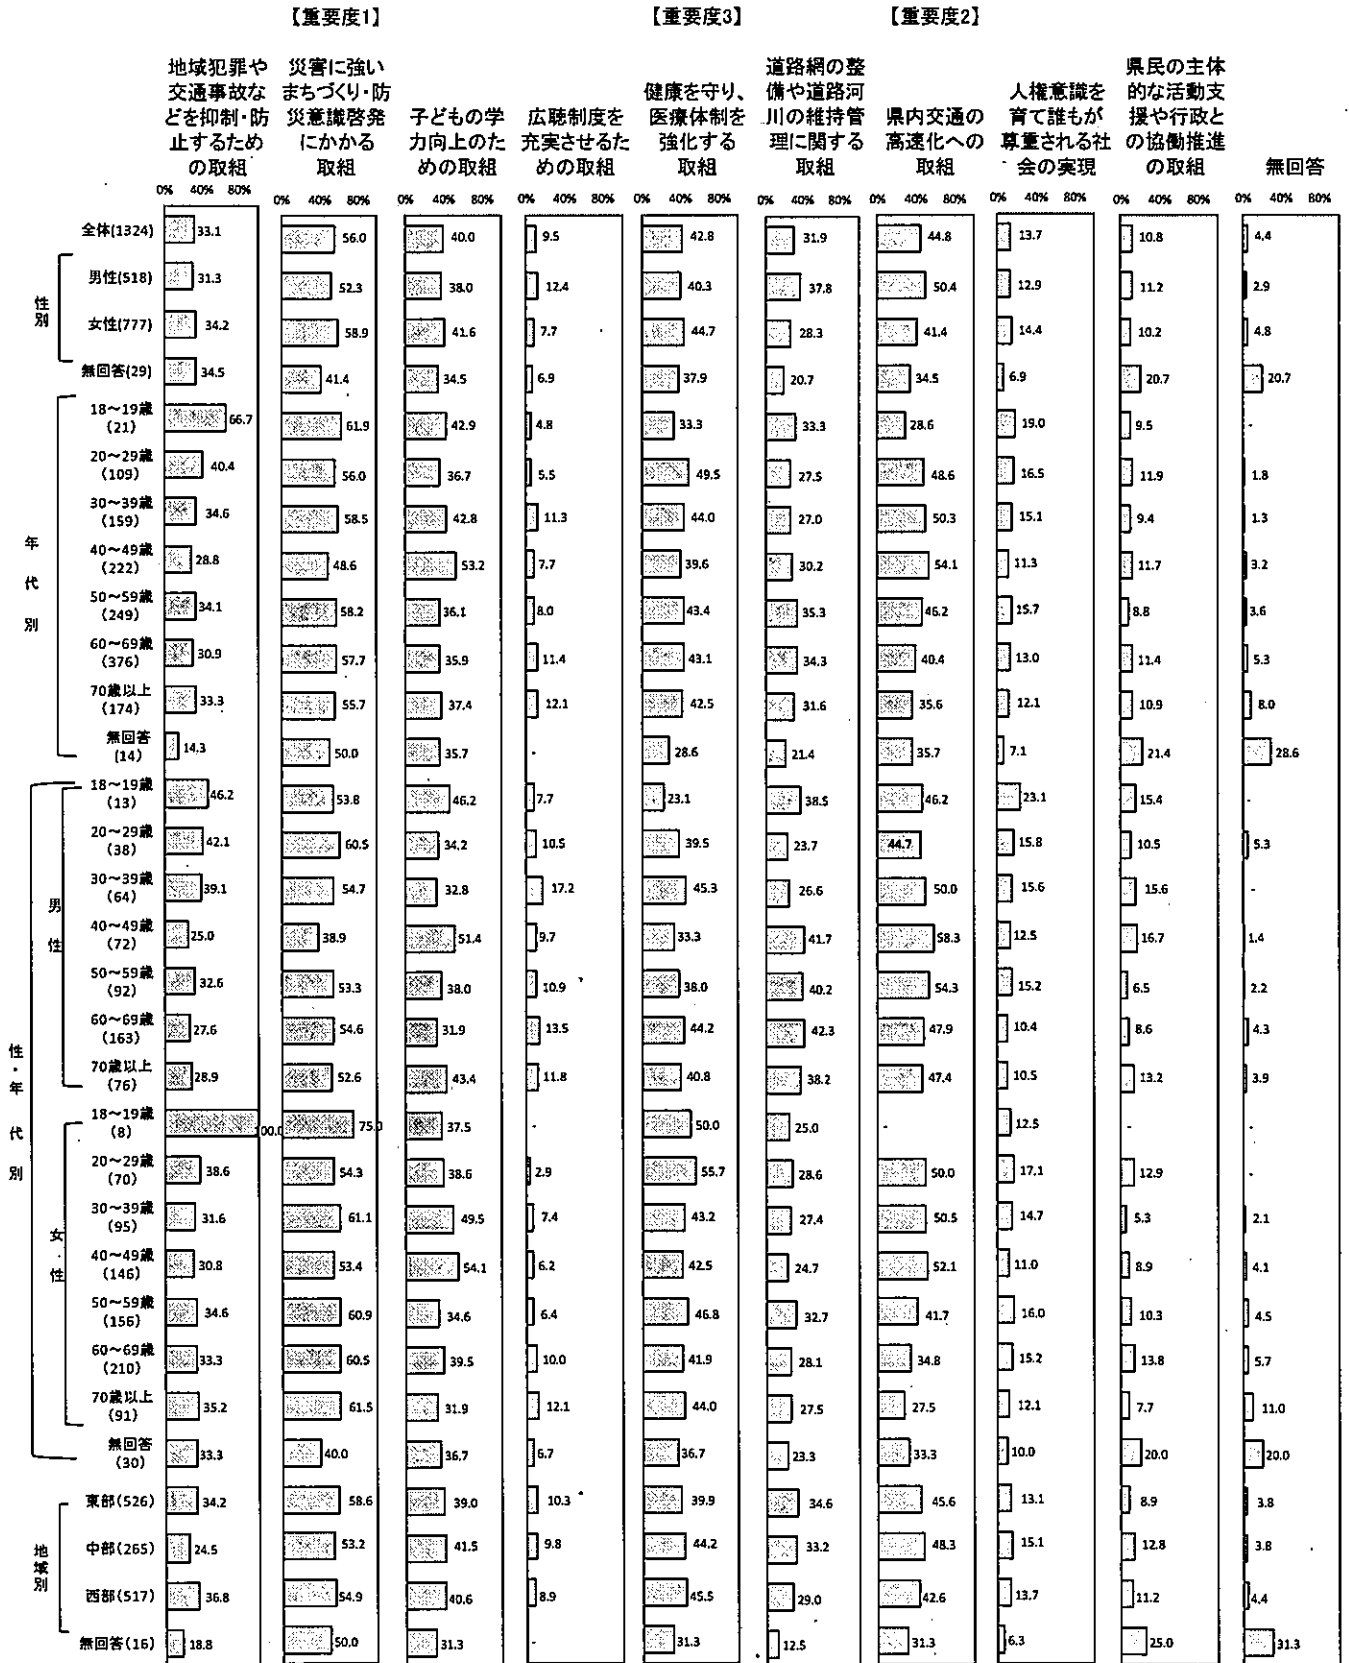 【重要度1】 【重要度3】 【重要度2】
地域犯罪や
交通事故な
どを抑制・防
止するため
の取組
災害に強い
まちづくり・防
災意識啓発
にかかる
取組
子どもの学
力向上のた
めの取組
広聴制度を
充実させるた
めの取組
健康を守り、
医療体制を
強化する
取組
道路網の整
備や道路河
川の維持管
理に関する
取組
県内交通の
高速化への
取組
人権意識を
育て誰もが
尊重される社
会の実現
県民の主体
的な活動支
援や行政と
の協働推進
の取組
無回答
0% 40% 80% 0% 40% 80% 0% 40% 80% 0% 40% 80% 0% 40% 80% 0% 40% 80% 0% 40% 80% 0% 40% 80% 0% 40% 80% 0% 40% 80%
全体(1324) 33.1 56.0 40.0 9.5 42.8 31.9 44.8 13.7 10.8 4.4
性別
男性(518) 31.3 52.3 38.0 12.4 40.3 37.8 50.4 12.9 11.2 2.9
女性(777) 34.2 58.9 41.6 7.7 44.7 28.3 41.4 14.4 10.2 4.8
無回答(29) 34.5 41.4 34.5 6.9 37.9 20.7 34.5 6.9 20.7 20.7
年代別
18～19歳
(21) 66.7 61.9 42.9 4.8 33.3 33.3 28.6 19.0 9.5 -
20～29歳
(109) 40.4 56.0 36.7 5.5 49.5 27.5 48.6 16.5 11.9 1.8
30～39歳
(159) 34.6 58.5 42.8 11.3 44.0 27.0 50.3 15.1 9.4 1.3
40～49歳
(222) 28.8 48.6 53.2 7.7 39.6 30.2 54.1 11.3 11.7 3.2
50～59歳
(249) 34.1 58.2 36.1 8.0 43.4 35.3 46.2 15.7 8.8 3.6
60～69歳
(376) 30.9 57.7 35.9 11.4 43.1 34.3 40.4 13.0 11.4 5.3
70歳以上
(174) 33.3 55.7 37.4 12.1 42.5 31.6 35.6 12.1 10.9 8.0
無回答
(14) 14.3 50.0 35.7 - 28.6 21.4 35.7 7.1 21.4 28.6
性・年代別
男性
18～19歳
(13) 46.2 53.8 46.2 7.7 23.1 38.5 46.2 23.1 15.4 -
20～29歳
(38) 42.1 60.5 34.2 10.5 39.5 23.7 44.7 15.8 10.5 5.3
30～39歳
(64) 39.1 54.7 32.8 17.2 45.3 26.6 50.0 15.6 15.6 -
40～49歳
(72) 25.0 38.9 51.4 9.7 33.3 41.7 58.3 12.5 16.7 1.4
50～59歳
(92) 32.6 53.3 38.0 10.9 38.0 40.2 54.3 15.2 6.5 2.2
60～69歳
(163) 27.6 54.6 31.9 13.5 44.2 42.3 47.9 10.4 8.6 4.3
70歳以上
(76) 28.9 52.6 43.4 11.8 40.8 38.2 47.4 10.5 13.2 3.9
女性
18～19歳
(8) 100.0 75.0 37.5 - 50.0 25.0 - 12.5 - -
20～29歳
(70) 38.6 54.3 38.6 2.9 55.7 28.6 50.0 17.1 12.9 -
30～39歳
(95) 31.6 61.1 49.5 7.4 43.2 27.4 50.5 14.7 5.3 2.1
40～49歳
(146) 30.8 53.4 54.1 6.2 42.5 24.7 52.1 11.0 8.9 4.1
50～59歳
(156) 34.6 60.9 34.6 6.4 46.8 32.7 41.7 16.0 10.3 4.5
60～69歳
(210) 33.3 60.5 39.5 10.0 41.9 28.1 34.8 15.2 13.8 5.7
70歳以上
(91) 35.2 61.5 31.9 12.1 44.0 27.5 27.5 12.1 7.7 11.0
無回答
(30) 33.3 40.0 36.7 6.7 36.7 23.3 33.3 10.0 20.0 20.0
地域別
東部(526) 34.2 58.6 39.0 10.3 39.9 34.6 45.6 13.1 8.9 3.8
中部(265) 24.5 53.2 41.5 9.8 44.2 33.2 48.3 15.1 12.8 3.8
西部(517) 36.8 54.9 40.6 8.9 45.5 29.0 42.6 13.7 11.2 4.4
無回答(16) 18.8 50.0 31.3 - 31.3 12.5 31.3 6.3 25.0 31.3